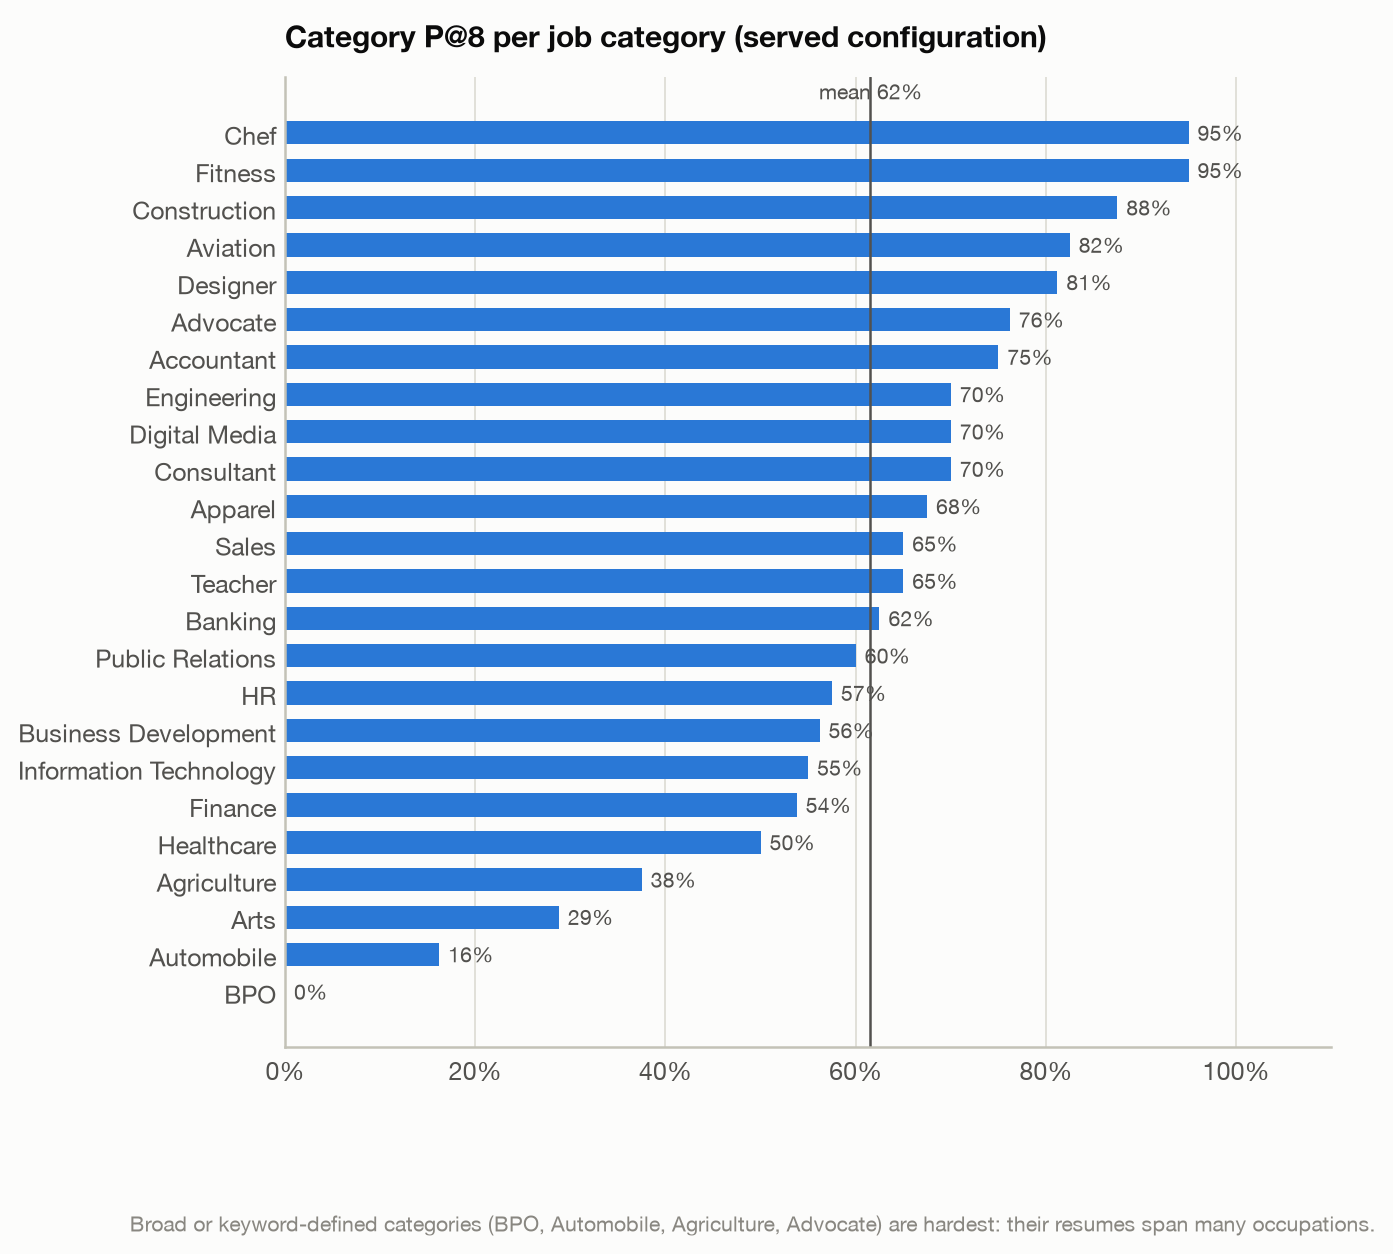 Category P@8 per job category (served configuration)
mean 62%
Chef 95%
Fitness 95%
Construction 88%
Aviation 82%
Designer 81%
Advocate 76%
Accountant 75%
Engineering 70%
Digital Media 70%
Consultant 70%
Apparel 68%
Sales 65%
Teacher 65%
Banking 62%
Public Relations 60%
HR 57%
Business Development 56%
Information Technology 55%
Finance 54%
Healthcare 50%
Agriculture 38%
Arts 29%
Automobile 16%
BPO 0%
0% 20% 40% 60% 80% 100%
Broad or keyword-defined categories (BPO, Automobile, Agriculture, Advocate) are hardest: their resumes span many occupations.